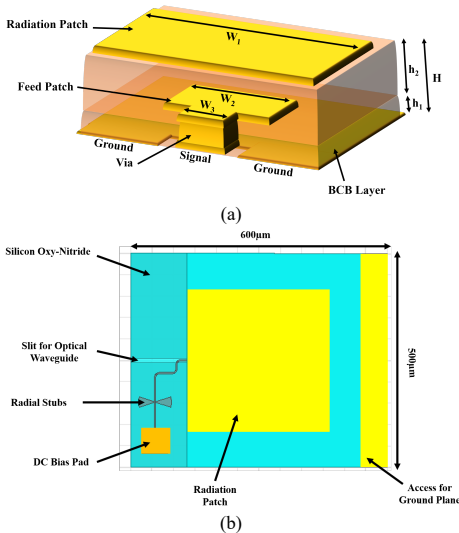 Radiation Patch
W1
Feed Patch
W2
W3
h2
H
h1
Ground
Via
Signal
Ground
BCB Layer
(a)
600µm
Silicon Oxy-Nitride
Slit for Optical
Waveguide
500µm
Radial Stubs
DC Bias Pad
Radiation
Patch
Access for
Ground Plane
(b)